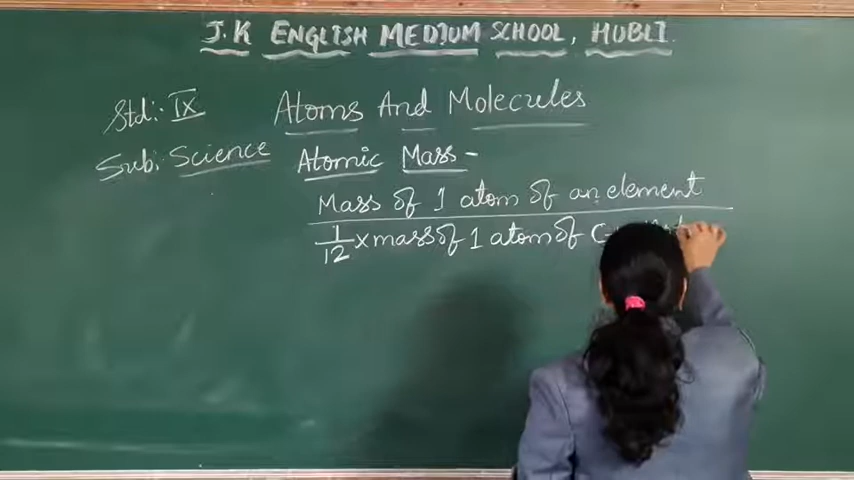 J.K ENGLISH MEDIUM SCHOOL, HUBLI
Std:- IX Atoms And Molecules
Sub: Science Atomic Mass -
Mass of 1 atom of an element
1/12 x mass of 1 atom of